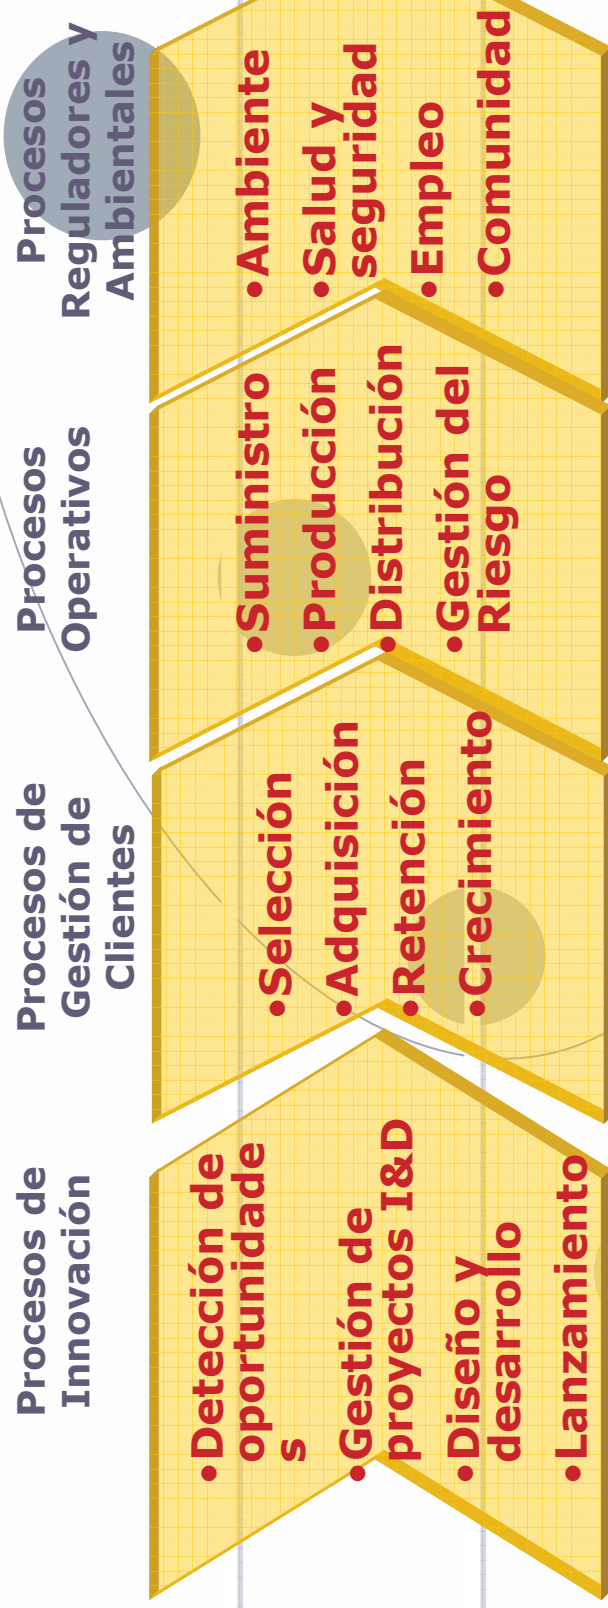 Procesos de
Innovación
•Detección de
oportunidade
s
•Gestión de
proyectos I&D
•Diseño y
desarrollo
•Lanzamiento
Procesos de
Gestión de
Clientes
•Selección
•Adquisición
•Retención
•Crecimiento
Procesos
Operativos
•Suministro
•Producción
•Distribución
•Gestión del
Riesgo
Procesos
Reguladores y
Ambientales
•Ambiente
•Salud y
seguridad
•Empleo
•Comunidad